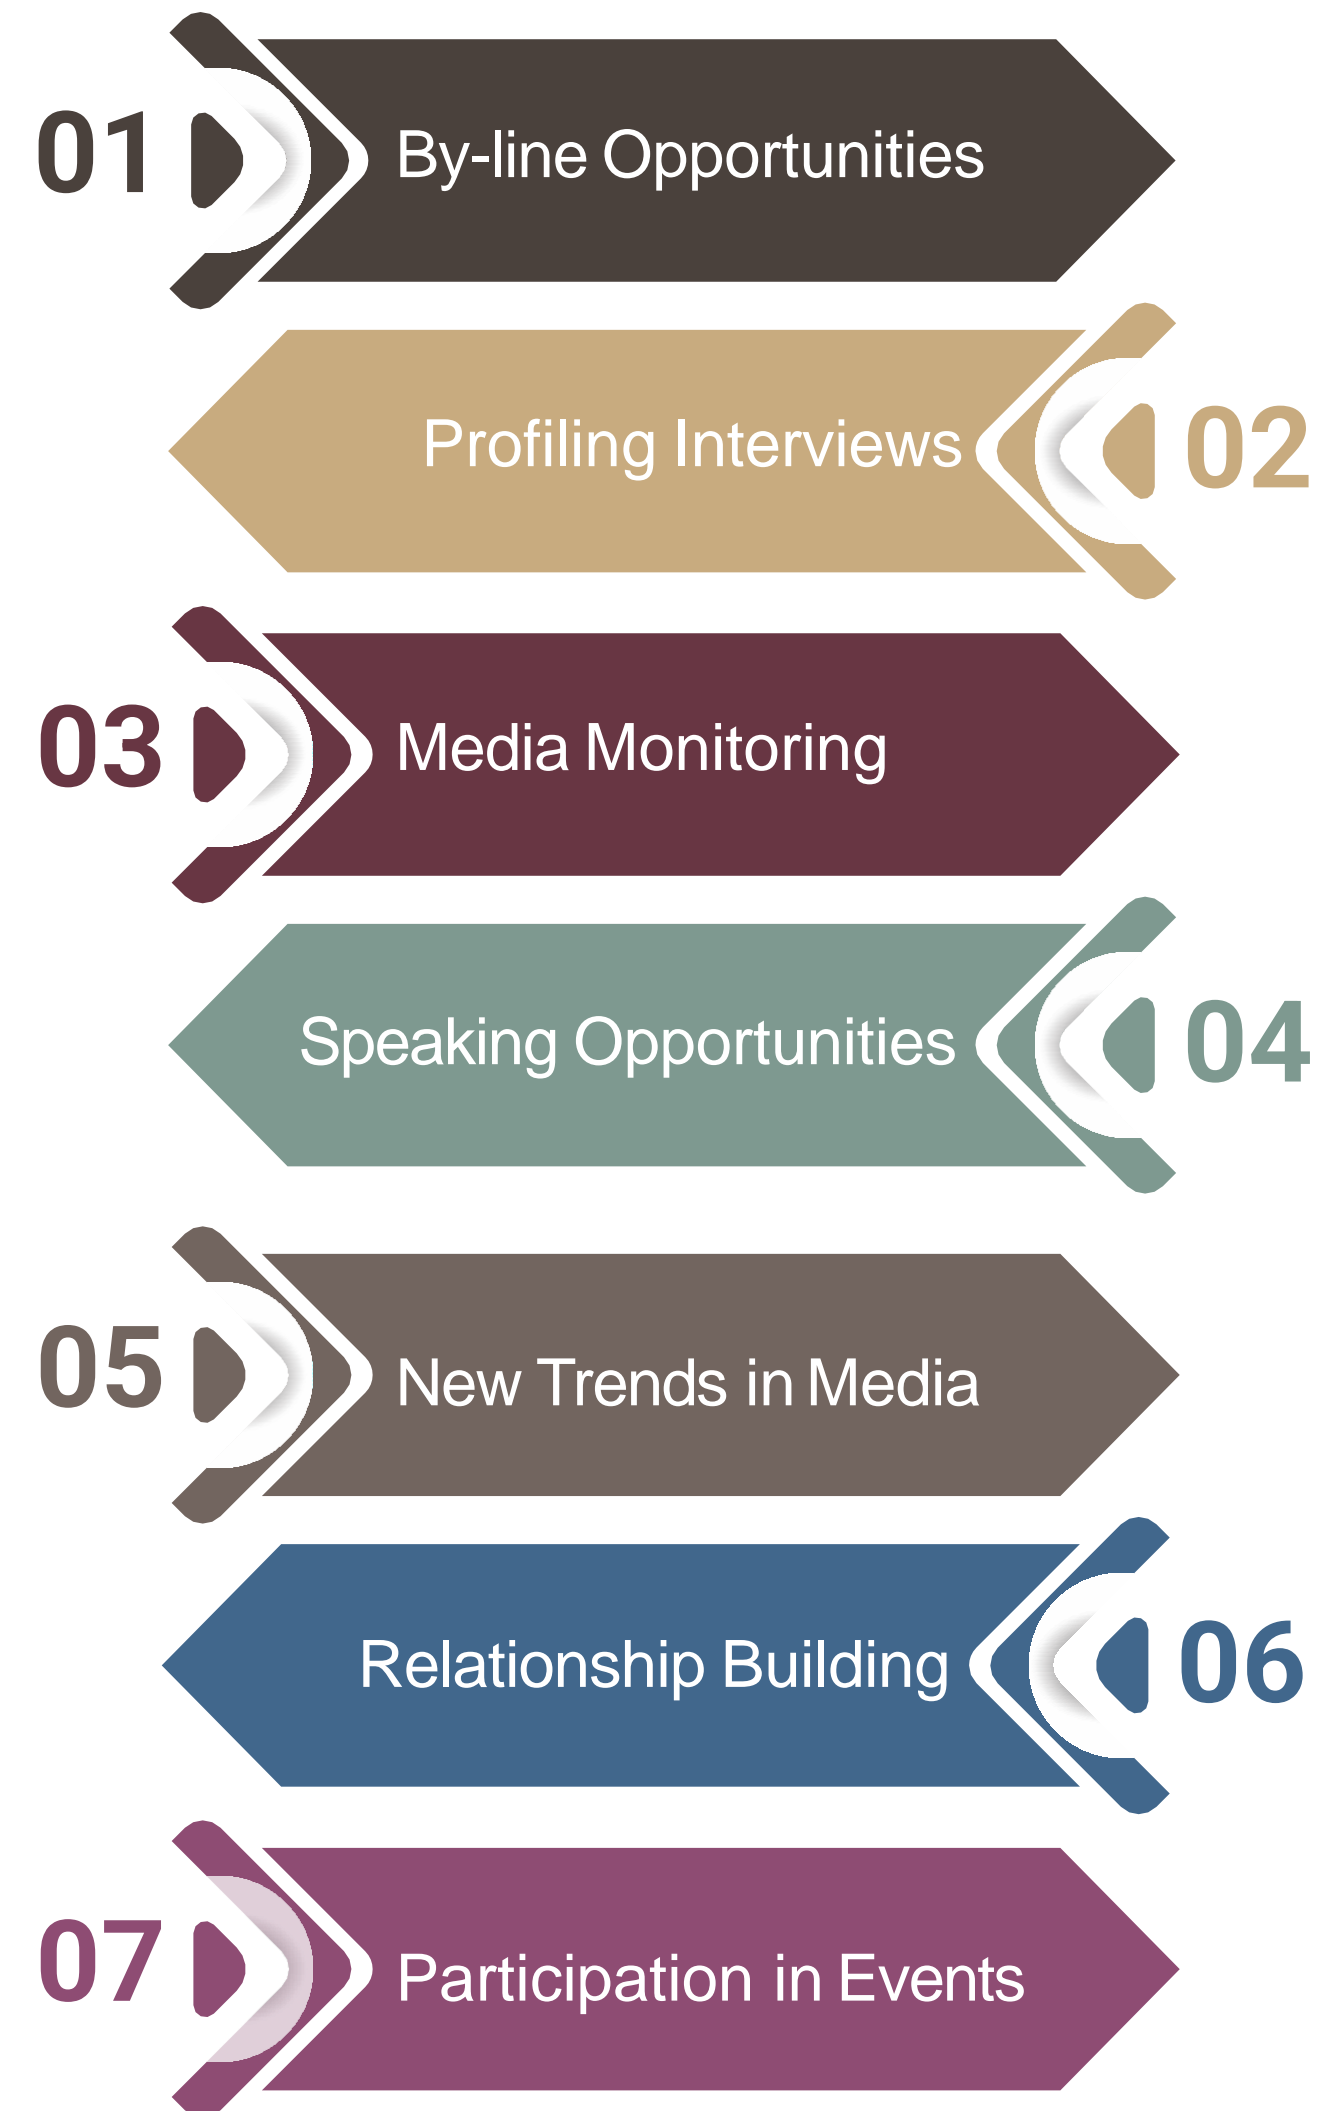 01
By-line Opportunities
Profiling Interviews
02
03
Media Monitoring
Speaking Opportunities
04
05
New Trends in Media
Relationship Building
06
07
Participation in Events